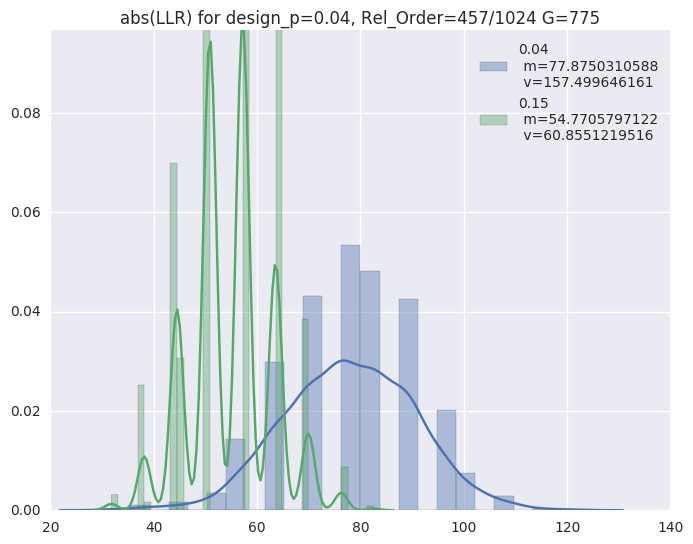 abs(LLR) for design_p=0.04, Rel_Order=457/1024 G=775
0.04
m=77.8750310588
v=157.499646161
0.15
m=54.7705797122
v=60.8551219516
0.08
0.06
0.04
0.02
0.00
20 40 60 80 100 120 140